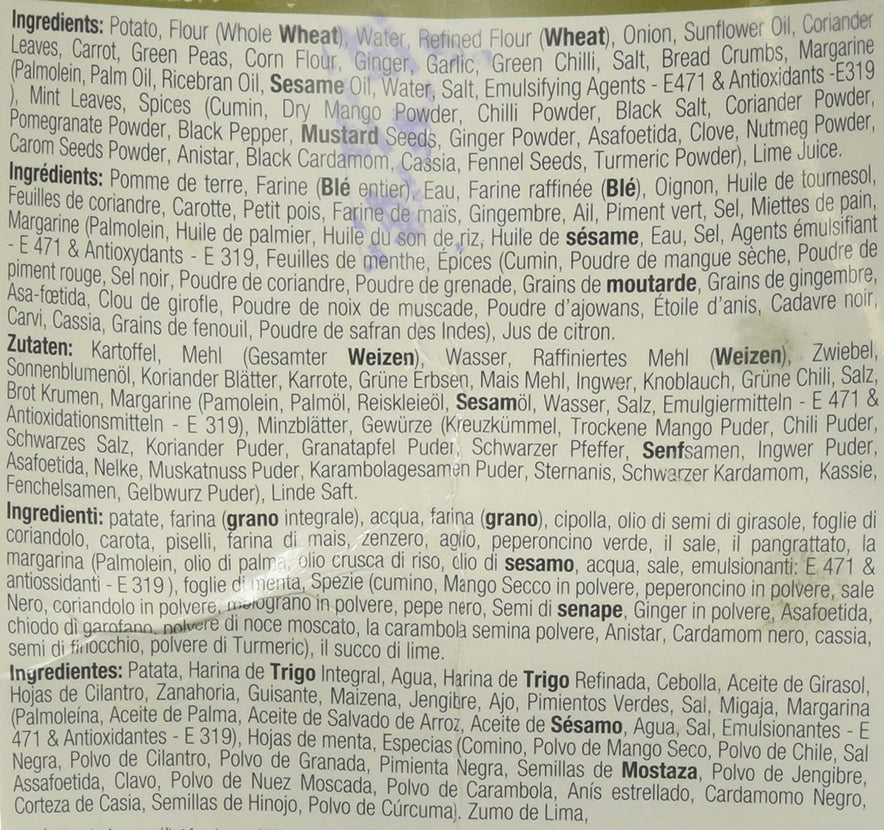 Ingredients: Potato, Flour (Whole Wheat), Water, Refined Flour (Wheat), Onion, Sunflower Oil, Coriander
Leaves, Carrot, Green Peas, Corn Flour, Ginger, Garlic, Green Chilli, Salt, Bread Crumbs, Margarine
(Palmolein, Palm Oil, Ricebran Oil, Sesame Oil, Water, Salt, Emulsifying Agents - E471 & Antioxidants -E319
), Mint Leaves, Spices (Cumin, Dry Mango Powder, Chilli Powder, Black Salt, Coriander Powder,
Pomegranate Powder, Black Pepper, Mustard Seeds, Ginger Powder, Asafoetida, Clove, Nutmeg Powder,
Carom Seeds Powder, Anistar, Black Cardamom, Cassia, Fennel Seeds, Turmeric Powder), Lime Juice.
Ingrédients: Pomme de terre, Farine (Blé entier), Eau, Farine raffinée (Blé), Oignon, Huile de tournesol,
Feuilles de coriandre, Carotte, Petit pois, Farine de maïs, Gingembre, Ail, Piment vert, Sel, Miettes de pain,
Margarine (Palmolein, Huile de palmier, Huile du son de riz, Huile de sésame, Eau, Sel, Agents émulsifiant
- E 471 & Antioxydants - E 319, Feuilles de menthe, Épices (Cumin, Poudre de mangue sèche, Poudre de
piment rouge, Sel noir, Poudre de coriandre, Poudre de grenade, Grains de moutarde, Grains de gingembre,
Asa-fœtida, Clou de girofle, Poudre de noix de muscade, Poudre d'ajowans, Étoile d'anis, Cadavre noir,
Carvi, Cassia, Grains de fenouil, Poudre de safran des Indes), Jus de citron.
Zutaten: Kartoffel, Mehl (Gesamter Weizen), Wasser, Raffiniertes Mehl (Weizen), Zwiebel,
Sonnenblumenöl, Koriander Blätter, Karrote, Grüne Erbsen, Mais Mehl, Ingwer, Knoblauch, Grüne Chili, Salz,
Brot Krumen, Margarine (Pamolein, Palmöl, Reiskleieöl, Sesamöl, Wasser, Salz, Emulgiermitteln - E 471 &
Antioxidationsmitteln - E 319), Minzblätter, Gewürze (Kreuzkümmel, Trockene Mango Puder, Chili Puder,
Schwarzes Salz, Koriander Puder, Granatapfel Puder, Schwarzer Pfeffer, Senfsamen, Ingwer Puder,
Asafoetida, Nelke, Muskatnuss Puder, Karambolagesamen Puder, Sternanis, Schwarzer Kardamom, Kassie,
Fenchelsamen, Gelbwurz Puder), Linde Saft.
Ingredienti: patate, farina (grano integrale), acqua, farina (grano), cipolla, olio di semi di girasole, foglie di
coriandolo, carota, piselli, farina di mais, zenzero, aglio, peperoncino verde, il sale, il pangrattato, la
margarina (Palmolein, olio di palma, olio crusca di riso, olio di sesamo, acqua, sale, emulsionanti: E 471 &
antiossidanti - E 319 ), foglie di menta, Spezie (cumino, Mango Secco in polvere, peperoncino in polvere, sale
Nero, coriandolo in polvere, melograno in polvere, pepe nero, Semi di senape, Ginger in polvere, Asafoetida,
chiodo di garofano, polvere di noce moscato, la carambola semina polvere, Anistar, Cardamom nero, cassia,
semi di finocchio, polvere di Turmeric), il succo di lime.
Ingredientes: Patata, Harina de Trigo Integral, Agua, Harina de Trigo Refinada, Cebolla, Aceite de Girasol,
Hojas de Cilantro, Zanahoria, Guisante, Maizena, Jengibre, Ajo, Pimientos Verdes, Sal, Migaja, Margarina
(Palmoleína, Aceite de Palma, Aceite de Salvado de Arroz, Aceite de Sésamo, Agua, Sal, Emulsionantes - E
471 & Antioxidantes - E 319), Hojas de menta, Especias (Comino, Polvo de Mango Seco, Polvo de Chile, Sal
Negra, Polvo de Cilantro, Polvo de Granada, Pimienta Negra, Semillas de Mostaza, Polvo de Jengibre,
Assafoetida, Clavo, Polvo de Nuez Moscada, Polvo de Carambola, Anís estrellado, Cardamomo Negro,
Corteza de Casia, Semillas de Hinojo, Polvo de Cúrcuma). Zumo de Lima,